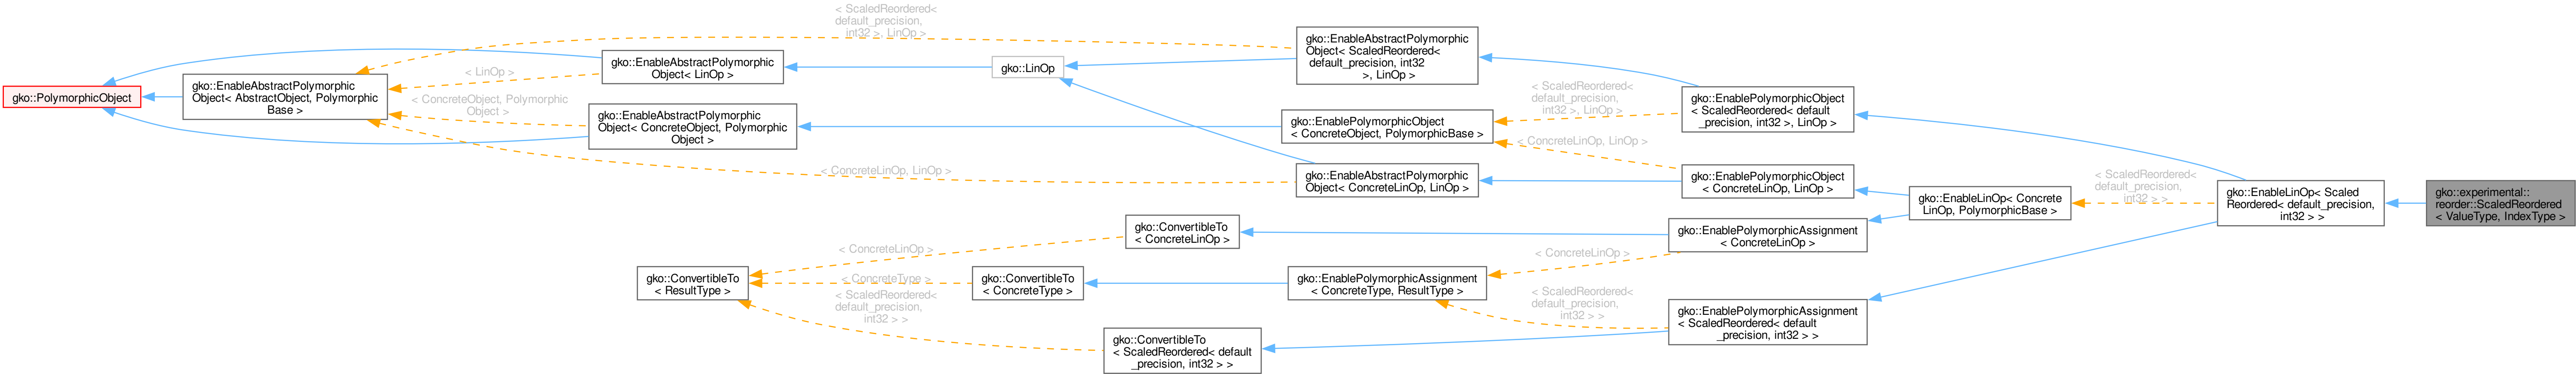 gko::PolymorphicObject
gko::EnableAbstractPolymorphic
Object< AbstractObject, Polymorphic
Base >
< ScaledReordered<
default_precision,
int32 >, LinOp >
< LinOp >
< ConcreteObject, Polymorphic
Object >
gko::EnableAbstractPolymorphic
Object< LinOp >
gko::EnableAbstractPolymorphic
Object< ConcreteObject, Polymorphic
Object >
< ConcreteLinOp, LinOp >
gko::LinOp
gko::EnableAbstractPolymorphic
Object< ScaledReordered<
default_precision, int32
>, LinOp >
gko::EnablePolymorphicObject
< ConcreteObject, PolymorphicBase >
gko::EnableAbstractPolymorphic
Object< ConcreteLinOp, LinOp >
< ScaledReordered<
default_precision,
int32 >, LinOp >
< ConcreteLinOp, LinOp >
gko::EnablePolymorphicObject
< ScaledReordered< default
_precision, int32 >, LinOp >
gko::EnablePolymorphicObject
< ConcreteLinOp, LinOp >
gko::EnableLinOp< Concrete
LinOp, PolymorphicBase >
< ScaledReordered<
default_precision,
int32 > >
gko::EnableLinOp< Scaled
Reordered< default_precision,
int32 > >
gko::experimental::
reorder::ScaledReordered
< ValueType, IndexType >
gko::ConvertibleTo
< ResultType >
< ConcreteLinOp >
< ConcreteType >
< ScaledReordered<
default_precision,
int32 > >
gko::ConvertibleTo
< ConcreteLinOp >
gko::ConvertibleTo
< ConcreteType >
gko::ConvertibleTo
< ScaledReordered< default
_precision, int32 > >
gko::EnablePolymorphicAssignment
< ConcreteType, ResultType >
< ConcreteLinOp >
< ScaledReordered<
default_precision,
int32 > >
gko::EnablePolymorphicAssignment
< ConcreteLinOp >
gko::EnablePolymorphicAssignment
< ScaledReordered< default
_precision, int32 > >